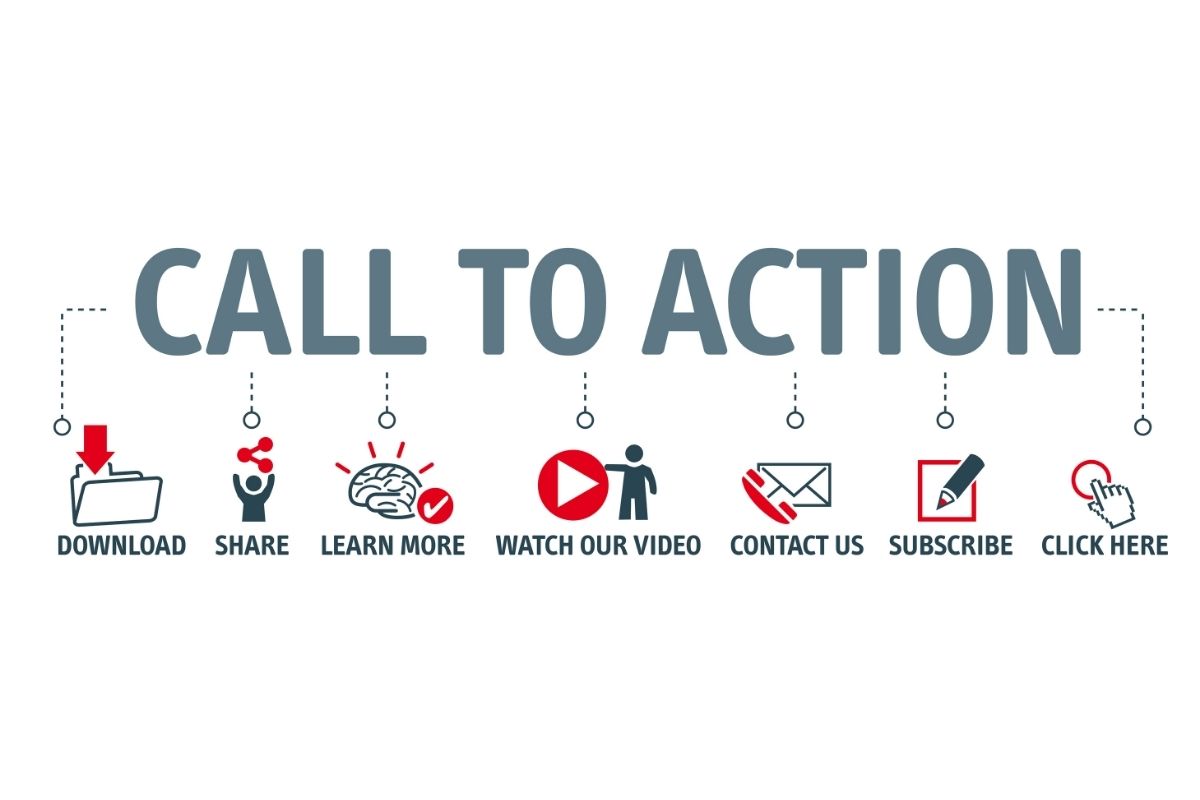 CALL TO ACTION
DOWNLOAD
SHARE
LEARN MORE
WATCH OUR VIDEO
CONTACT US
SUBSCRIBE
CLICK HERE